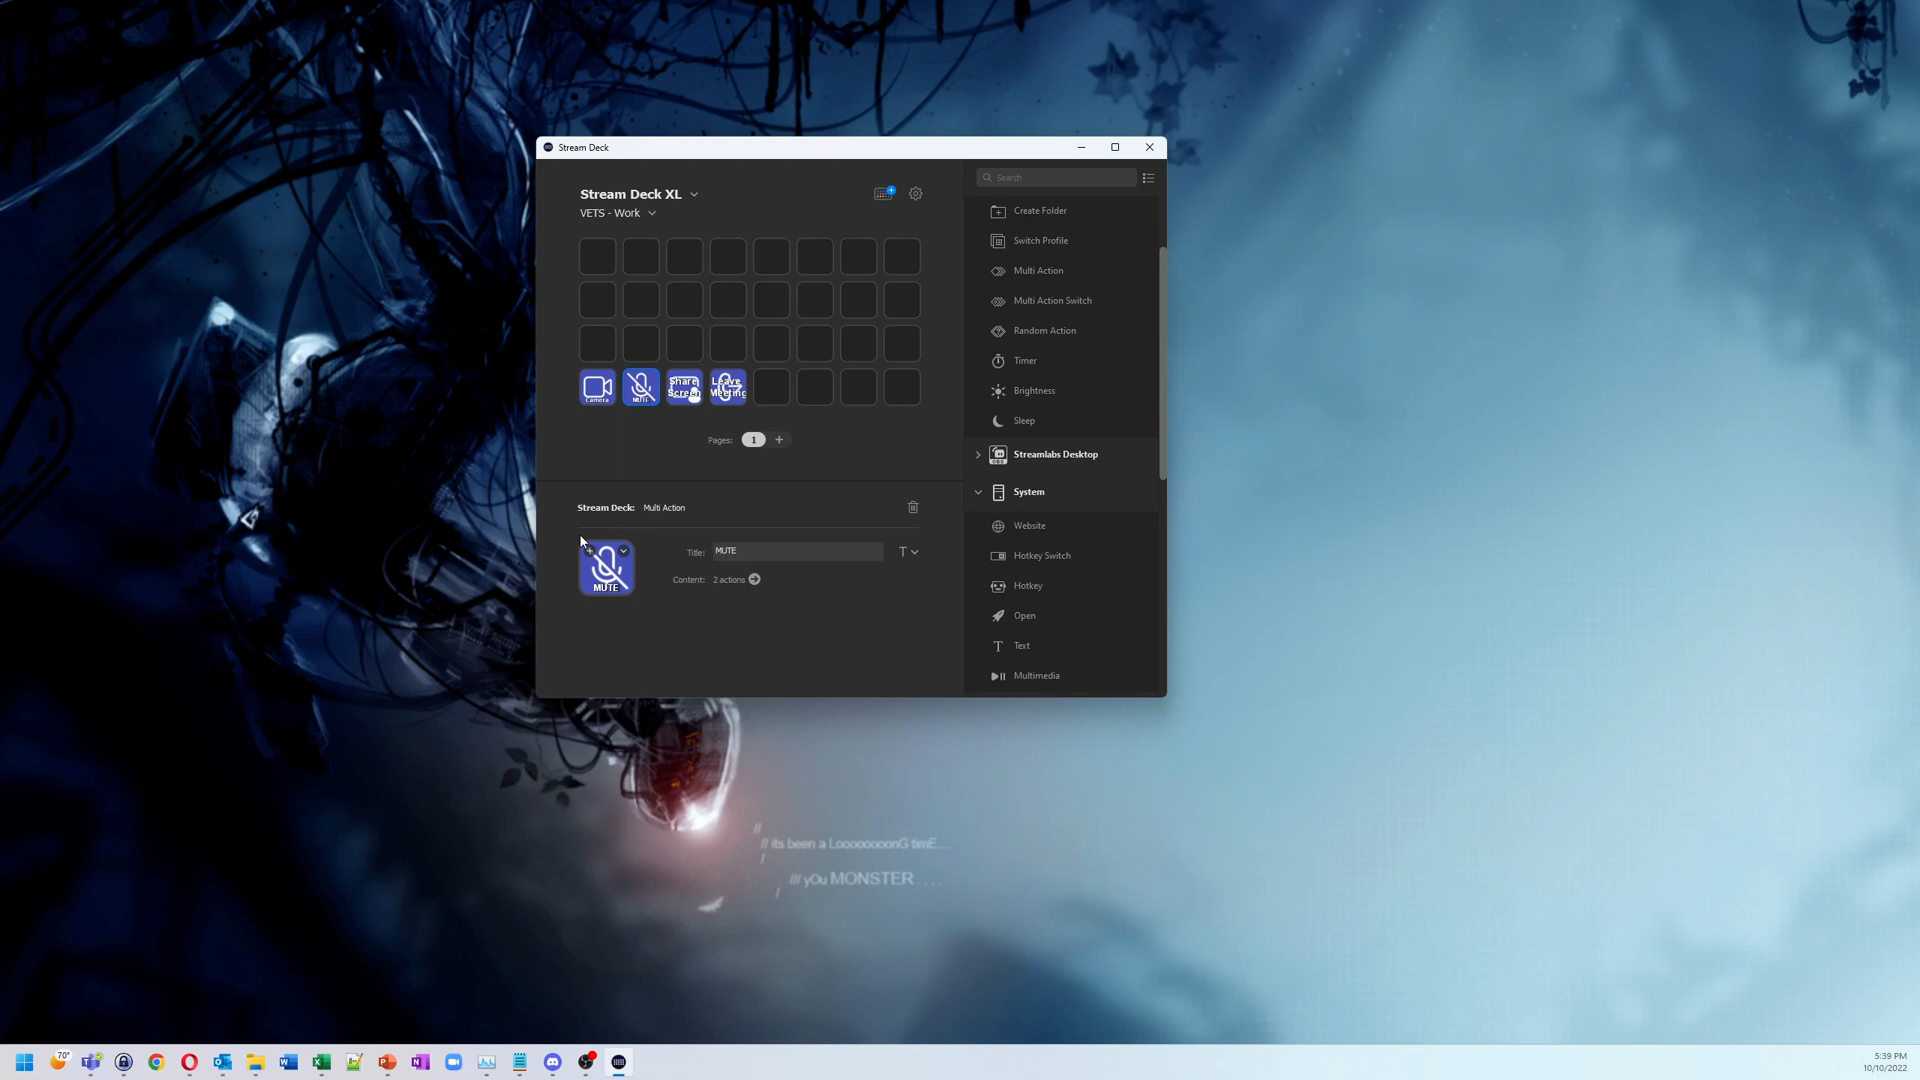 Stream Deck
Stream Deck XL
VETS - Work
Camera
MUTE
Share
Screen
Leave
Meeting
Pages: 1 +
Stream Deck: Multi Action
MUTE
Title: MUTE
T
Content: 2 actions
Search
Create Folder
Switch Profile
Multi Action
Multi Action Switch
Random Action
Timer
Brightness
Sleep
Streamlabs Desktop
System
Website
Hotkey Switch
Hotkey
Open
Text
Multimedia
//
// its been a LooooooooonG timE....
/
/// yOu MONSTER . . . .
/
70°
5:39 PM
10/10/2022